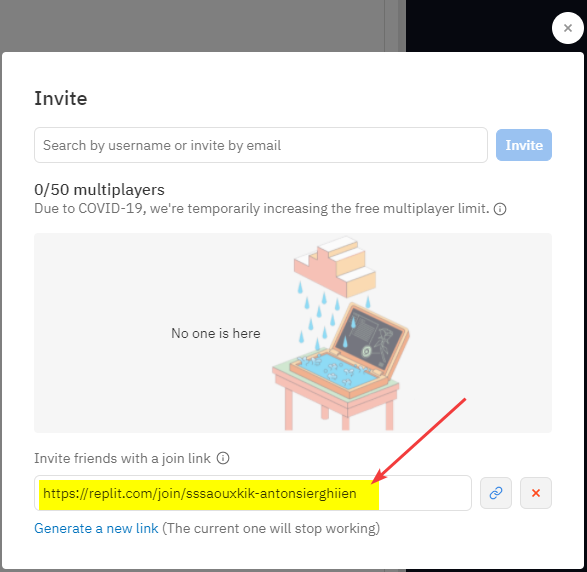 Invite
Search by username or invite by email
Invite
0/50 multiplayers
Due to COVID-19, we're temporarily increasing the free multiplayer limit.
No one is here
Invite friends with a join link
https://replit.com/join/sssaouxkik-antonsierghiien
Generate a new link (The current one will stop working)